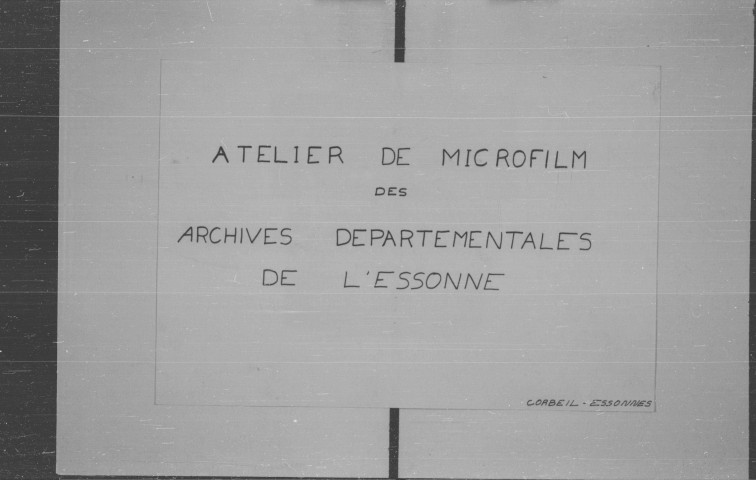 ATELIER DE MICROFILM
DES
ARCHIVES DEPARTEMENTALES
DE L'ESSONNE
CORBEIL - ESSONNES